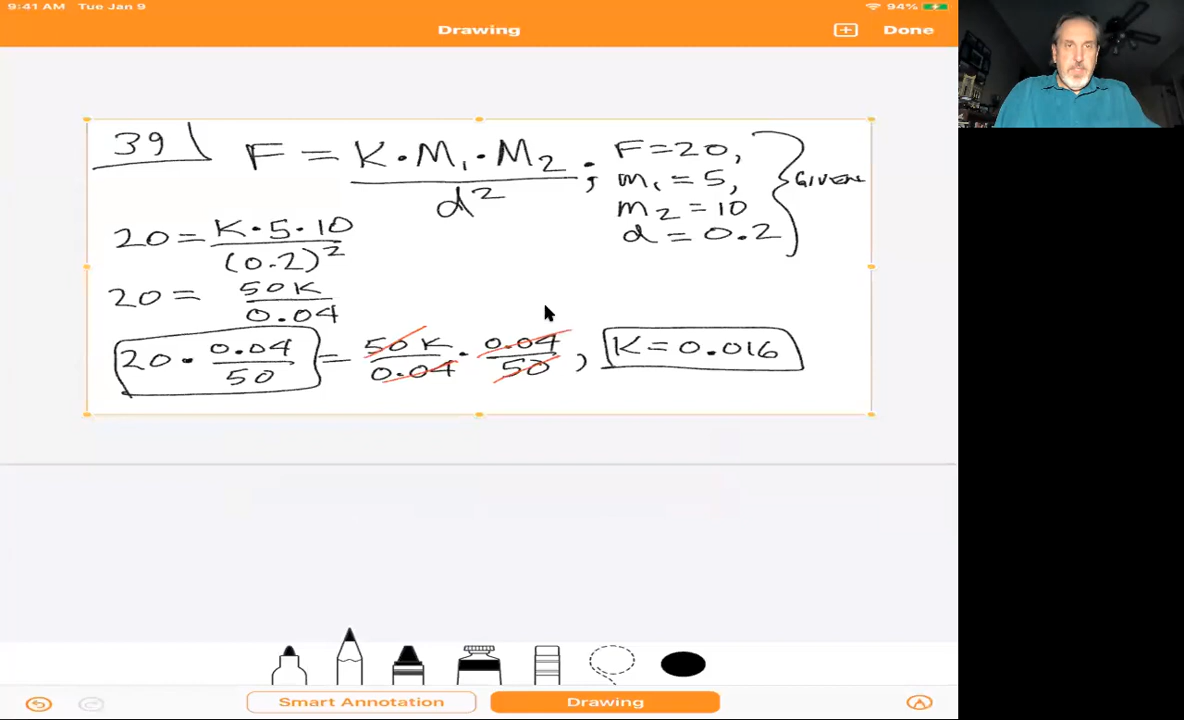 9:41 AM Tue Jan 9
94%
Drawing
Done
39
F = K·M₁·M₂ / d² ;
F=20,
m₁ = 5,
m₂ = 10
d = 0.2
GIVEN
20 = K·5·10 / (0.2)²
20 = 50K / 0.04
20 · 0.04/50 = 50K/0.04 · 0.04/50 , K=0.016
Smart Annotation
Drawing